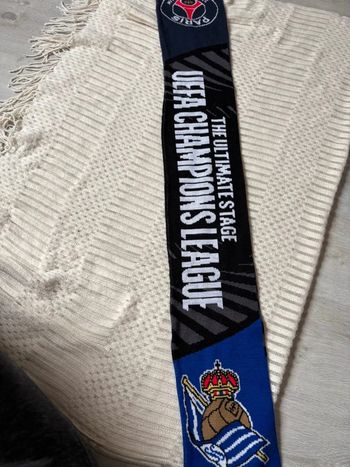 PARIS
THE ULTIMATE STAGE
UEFA CHAMPIONS LEAGUE